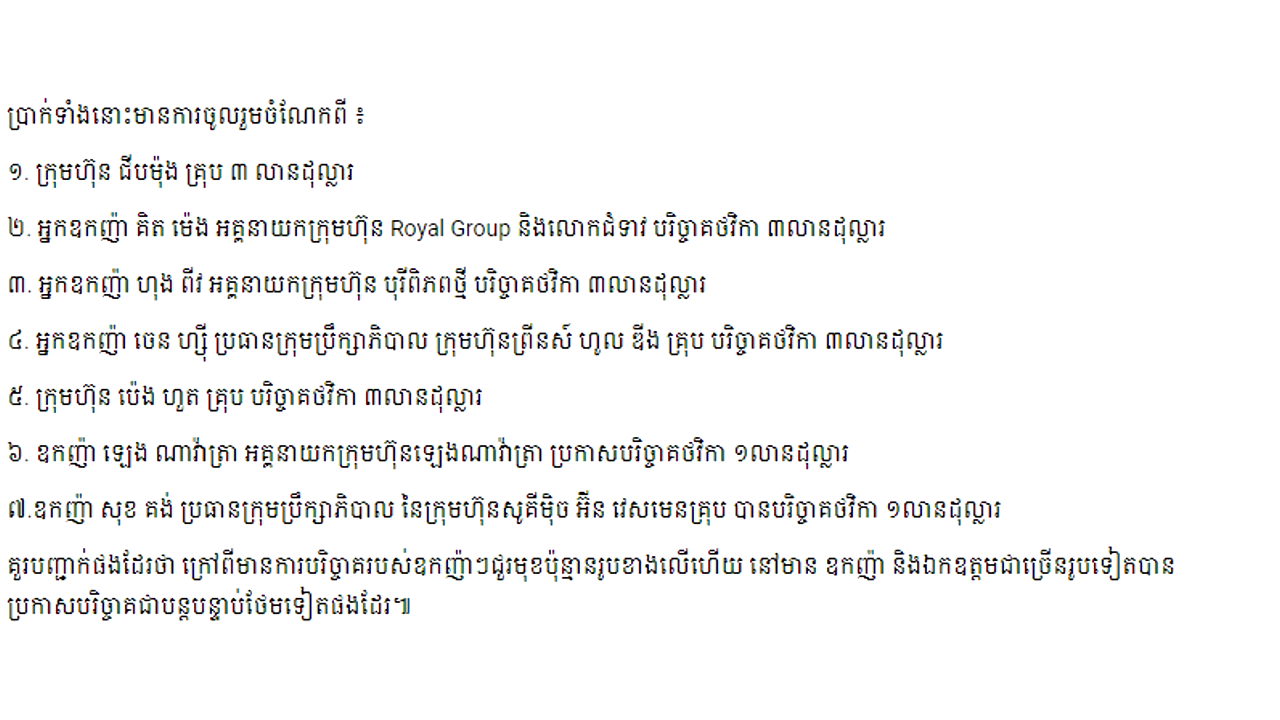 ប្រាក់ទាំងនោះមានការចូលរួមចំណែកពី ៖
១. ក្រុមហ៊ុន ជីបម៉ុង គ្រុប ៣ លានដុល្លារ
២. អ្នកឧកញ៉ា គិត ម៉េង អគ្គនាយកក្រុមហ៊ុន Royal Group និងលោកជំទាវ បរិច្ចាគថវិកា ៣លានដុល្លារ
៣. អ្នកឧកញ៉ា ហុង ពីវ អគ្គនាយកក្រុមហ៊ុន បុរីពិភពថ្មី បរិច្ចាគថវិកា ៣លានដុល្លារ
៤. អ្នកឧកញ៉ា ចេន ហ្ស៊ី ប្រធានក្រុមប្រឹក្សាភិបាល ក្រុមហ៊ុនព្រីនស៍ ហូល ឌីង គ្រុប បរិច្ចាគថវិកា ៣លានដុល្លារ
៥. ក្រុមហ៊ុន ប៉េង ហួត គ្រុប បរិច្ចាគថវិកា ៣លានដុល្លារ
៦. ឧកញ៉ា ឡេង ណាវ៉ាត្រា អគ្គនាយកក្រុមហ៊ុនឡេងណាវ៉ាត្រា ប្រកាសបរិច្ចាគថវិកា ១លានដុល្លារ
៧.ឧកញ៉ា សុខ គង់ ប្រធានក្រុមប្រឹក្សាភិបាល នៃក្រុមហ៊ុនសូគីម៉ិច អ៊ីន វេសមេនគ្រុប បានបរិច្ចាគថវិកា ១លានដុល្លារ
គូរបញ្ជាក់ផងដែរថា ក្រៅពីមានការបរិច្ចាគរបស់ឧកញ៉ាៗជួរមុខប៉ុន្មានរូបខាងលើហើយ នៅមាន ឧកញ៉ា និងឯកឧត្តមជាច្រើនរូបទៀតបាន
ប្រកាសបរិច្ចាគជាបន្តបន្ទាប់ថែមទៀតផងដែរ៕